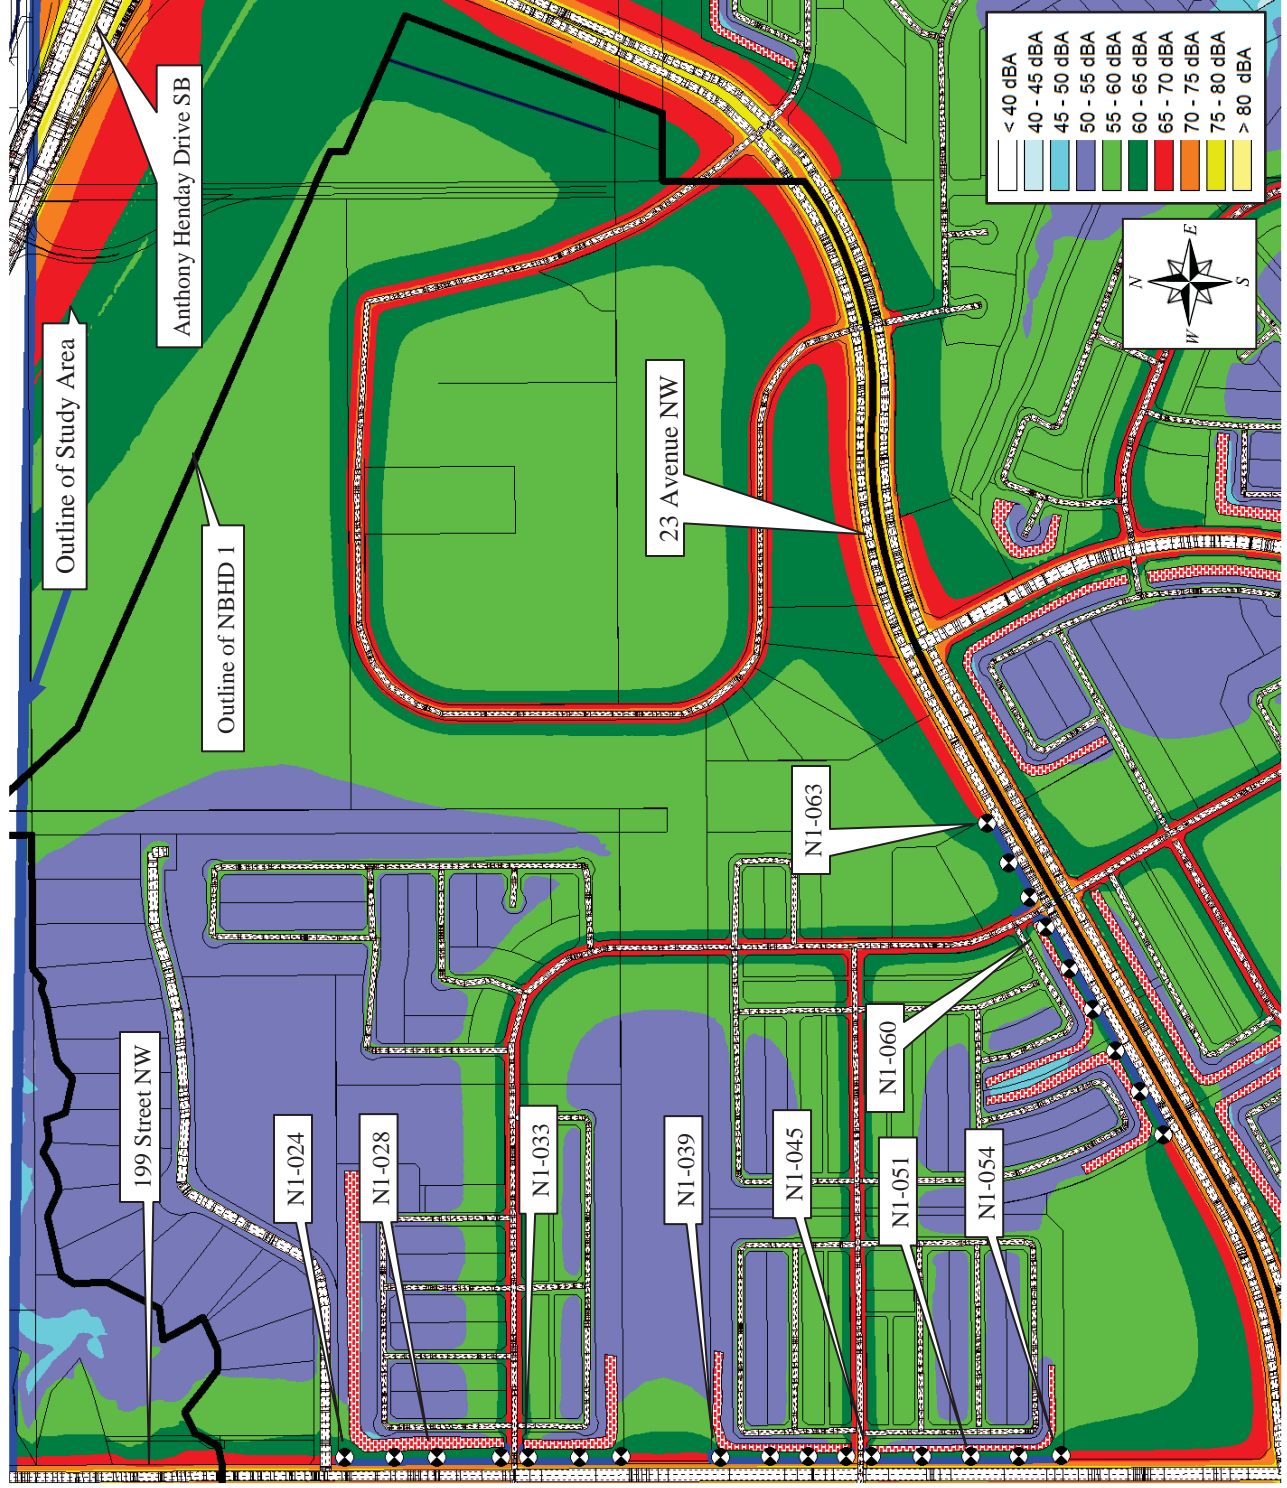 Anthony Henday Drive SB
Outline of Study Area
Outline of NBHD 1
23 Avenue NW
199 Street NW
N1-024
N1-028
N1-033
N1-039
N1-045
N1-051
N1-054
N1-060
N1-063
N
E
S
W
< 40 dBA
40 - 45 dBA
45 - 50 dBA
50 - 55 dBA
55 - 60 dBA
60 - 65 dBA
65 - 70 dBA
70 - 75 dBA
75 - 80 dBA
> 80 dBA